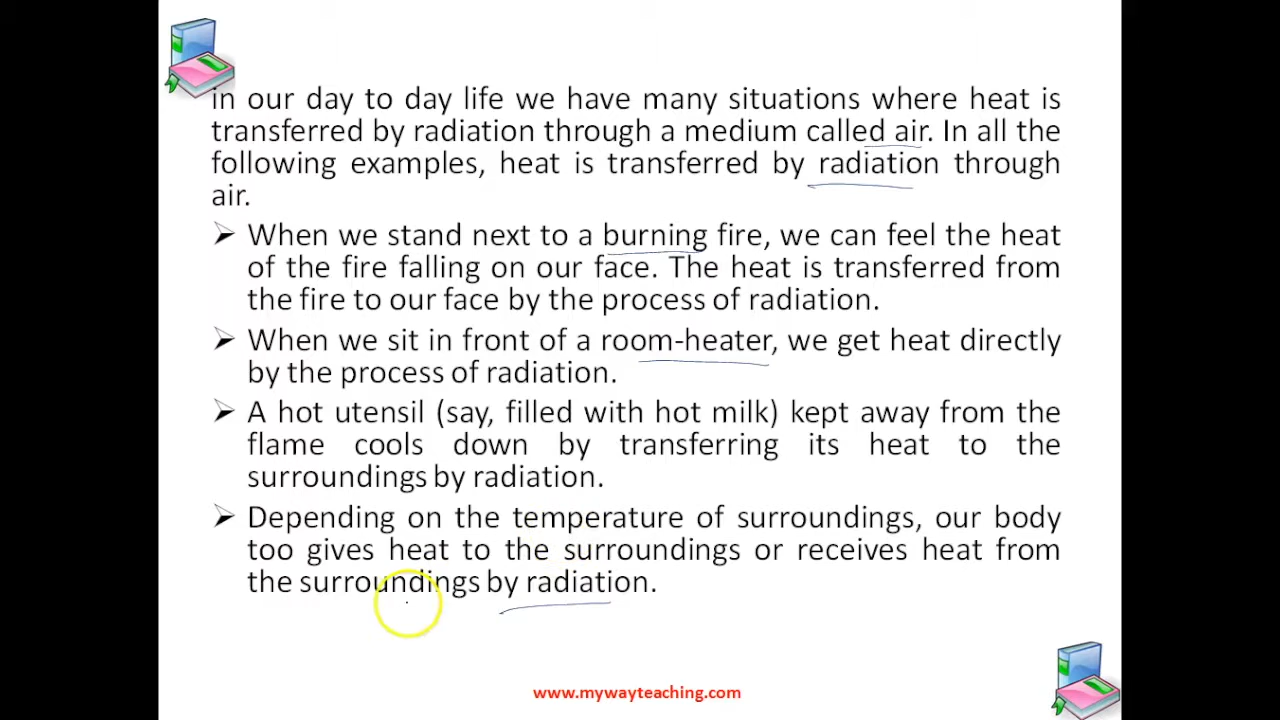 in our day to day life we have many situations where heat is
transferred by radiation through a medium called air. In all the
following examples, heat is transferred by radiation through
air.
➢ When we stand next to a burning fire, we can feel the heat
of the fire falling on our face. The heat is transferred from
the fire to our face by the process of radiation.
➢ When we sit in front of a room-heater, we get heat directly
by the process of radiation.
➢ A hot utensil (say, filled with hot milk) kept away from the
flame cools down by transferring its heat to the
surroundings by radiation.
➢ Depending on the temperature of surroundings, our body
too gives heat to the surroundings or receives heat from
the surroundings by radiation.
www.mywayteaching.com